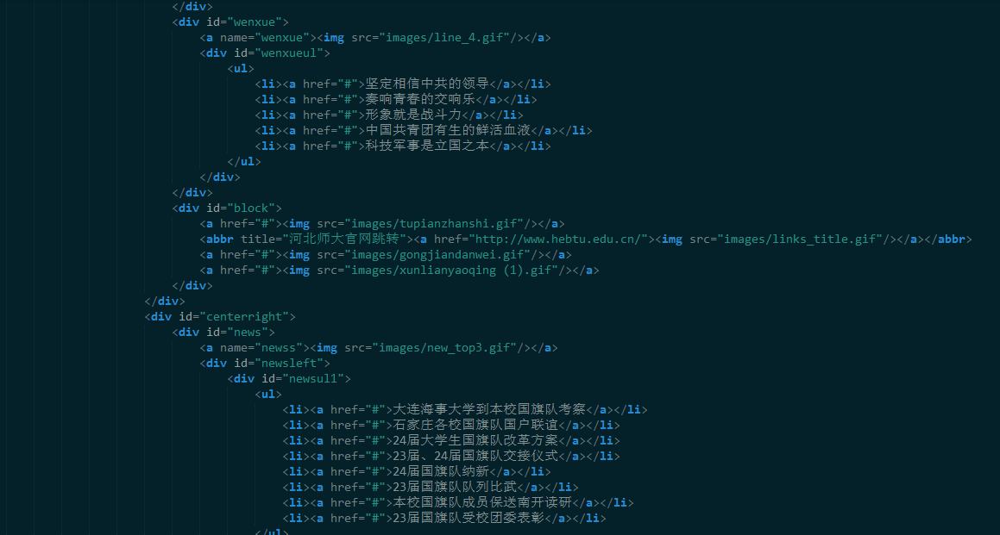 </div>
<div id="wenxue">
<a name="wenxue"><img src="images/line_4.gif"/></a>
<div id="wenxueul">
<ul>
<li><a href="#">坚定相信中共的领导</a></li>
<li><a href="#">奏响青春的交响乐</a></li>
<li><a href="#">形象就是战斗力</a></li>
<li><a href="#">中国共青团有生的鲜活血液</a></li>
<li><a href="#">科技军事是立国之本</a></li>
</ul>
</div>
</div>
<div id="block">
<a href="#"><img src="images/tupianzhanshi.gif"/></a>
<abbr title="河北师大官网跳转"><a href="http://www.hebtu.edu.cn/"><img src="images/links_title.gif"/></a></abbr>
<a href="#"><img src="images/gongjiandanwei.gif"/></a>
<a href="#"><img src="images/xunlianyaoqing (1).gif"/></a>
</div>
</div>
<div id="centerright">
<div id="news">
<a name="newss"><img src="images/new_top3.gif"/></a>
<div id="newsleft">
<div id="newsul1">
<ul>
<li><a href="#">大连海事大学到本校国旗队考察</a></li>
<li><a href="#">石家庄各校国旗队国户联谊</a></li>
<li><a href="#">24届大学生国旗队改革方案</a></li>
<li><a href="#">23届、24届国旗队交接仪式</a></li>
<li><a href="#">24届国旗队纳新</a></li>
<li><a href="#">23届国旗队队列比武</a></li>
<li><a href="#">本校国旗队成员保送南开读研</a></li>
<li><a href="#">23届国旗队受校团委表彰</a></li>
</ul>